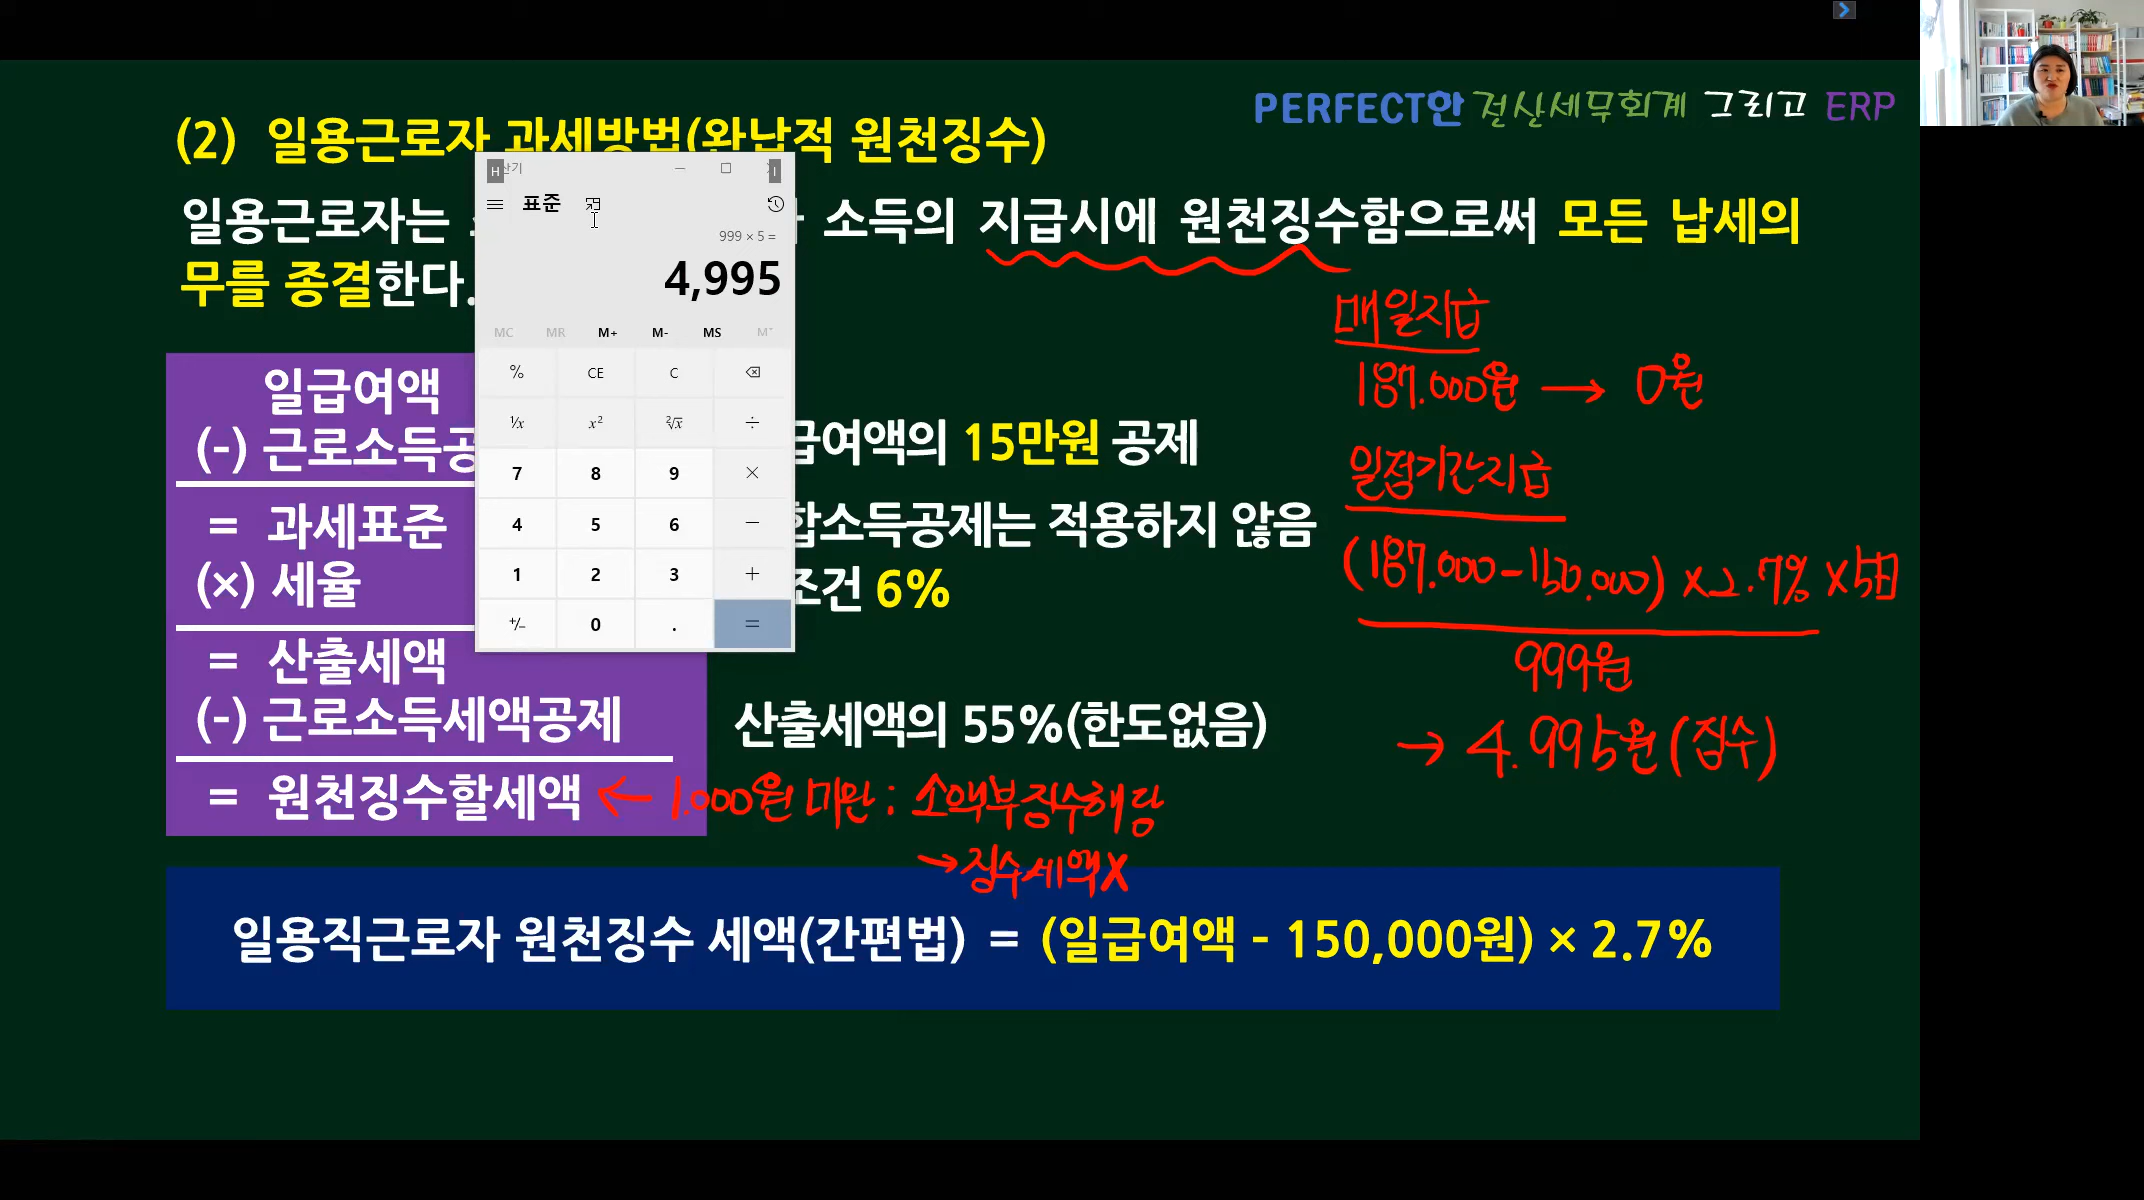 PERFECT한 전산세무회계 그리고 ERP
(2) 일용근로자 과세방법(완납적 원천징수)
일용근로자는 소득의 지급시에 원천징수함으로써 모든 납세의
무를 종결한다.
표준
999 × 5 =
4,995
MC MR M+ M- MS M˅
% CE C ⌫
¹/x x² ²√x ÷
7 8 9 ×
4 5 6 −
1 2 3 +
+/− 0 . =
일급여액
(-) 근로소득공
급여액의 15만원 공제
= 과세표준
합소득공제는 적용하지 않음
(×) 세율
조건 6%
= 산출세액
(-) 근로소득세액공제
산출세액의 55%(한도없음)
= 원천징수할세액 ← 1.000원 미만 : 소액부징수해당
→ 징수세액X
매일지급
187.000원 → 0원
일정기간지급
(187.000-150.000) ×2.7% ×5日
999원
→ 4.995원(징수)
일용직근로자 원천징수 세액(간편법) = (일급여액 - 150,000원) × 2.7%